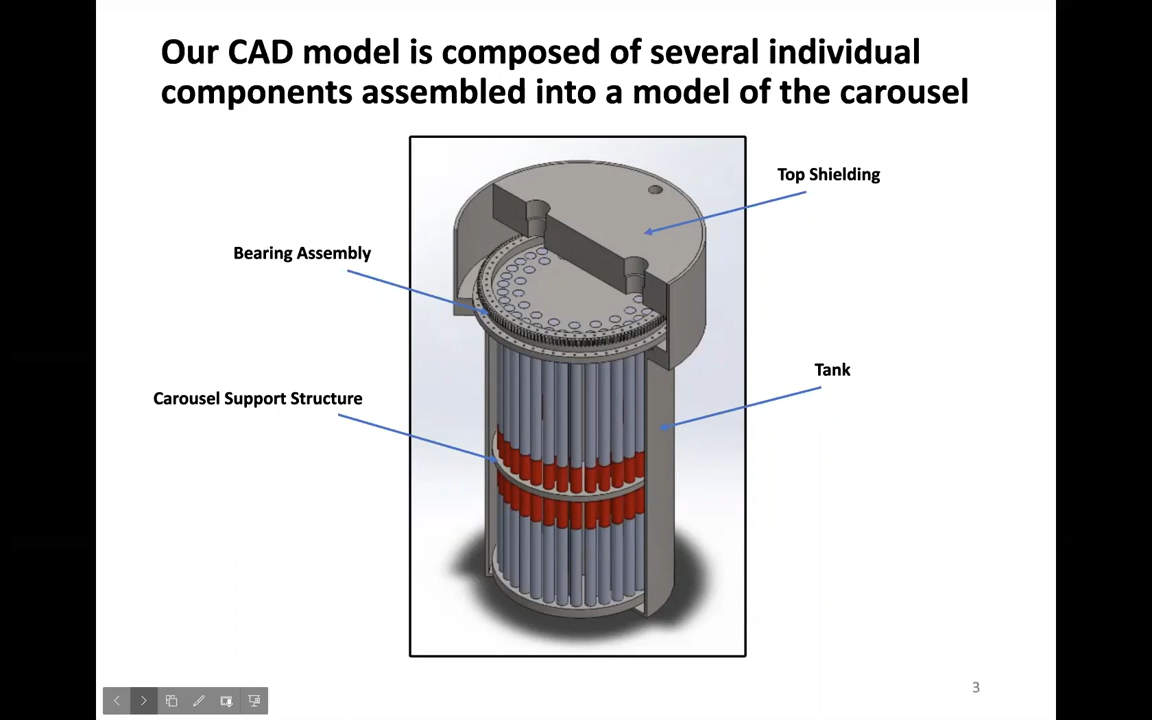 Our CAD model is composed of several individual
components assembled into a model of the carousel
Top Shielding
Bearing Assembly
Tank
Carousel Support Structure
3